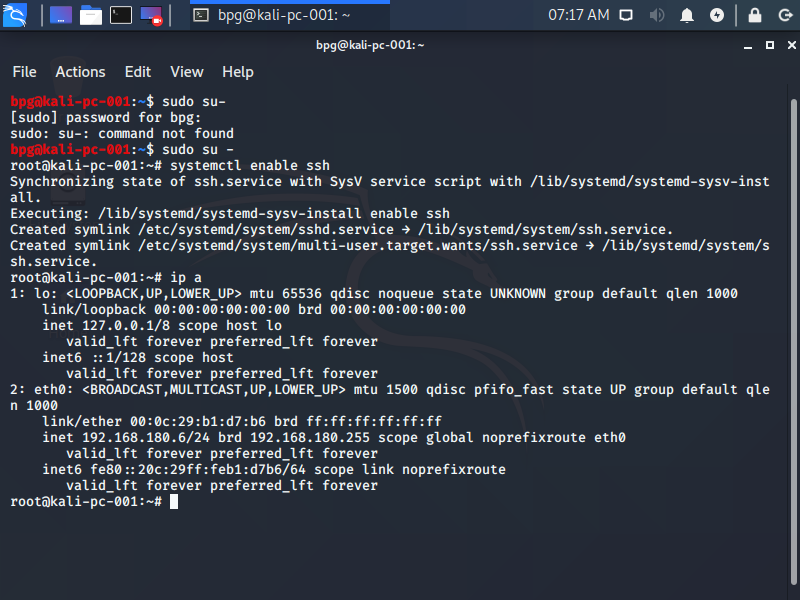 bpg@kali-pc-001: ~
07:17 AM
bpg@kali-pc-001:~
File Actions Edit View Help
bpg@kali-pc-001:~$ sudo su-
[sudo] password for bpg:
sudo: su-: command not found
bpg@kali-pc-001:~$ sudo su -
root@kali-pc-001:~# systemctl enable ssh
Synchronizing state of ssh.service with SysV service script with /lib/systemd/systemd-sysv-inst
all.
Executing: /lib/systemd/systemd-sysv-install enable ssh
Created symlink /etc/systemd/system/sshd.service → /lib/systemd/system/ssh.service.
Created symlink /etc/systemd/system/multi-user.target.wants/ssh.service → /lib/systemd/system/s
sh.service.
root@kali-pc-001:~# ip a
1: lo: <LOOPBACK,UP,LOWER_UP> mtu 65536 qdisc noqueue state UNKNOWN group default qlen 1000
    link/loopback 00:00:00:00:00:00 brd 00:00:00:00:00:00
    inet 127.0.0.1/8 scope host lo
       valid_lft forever preferred_lft forever
    inet6 ::1/128 scope host
       valid_lft forever preferred_lft forever
2: eth0: <BROADCAST,MULTICAST,UP,LOWER_UP> mtu 1500 qdisc pfifo_fast state UP group default qle
n 1000
    link/ether 00:0c:29:b1:d7:b6 brd ff:ff:ff:ff:ff:ff
    inet 192.168.180.6/24 brd 192.168.180.255 scope global noprefixroute eth0
       valid_lft forever preferred_lft forever
    inet6 fe80::20c:29ff:feb1:d7b6/64 scope link noprefixroute
       valid_lft forever preferred_lft forever
root@kali-pc-001:~#